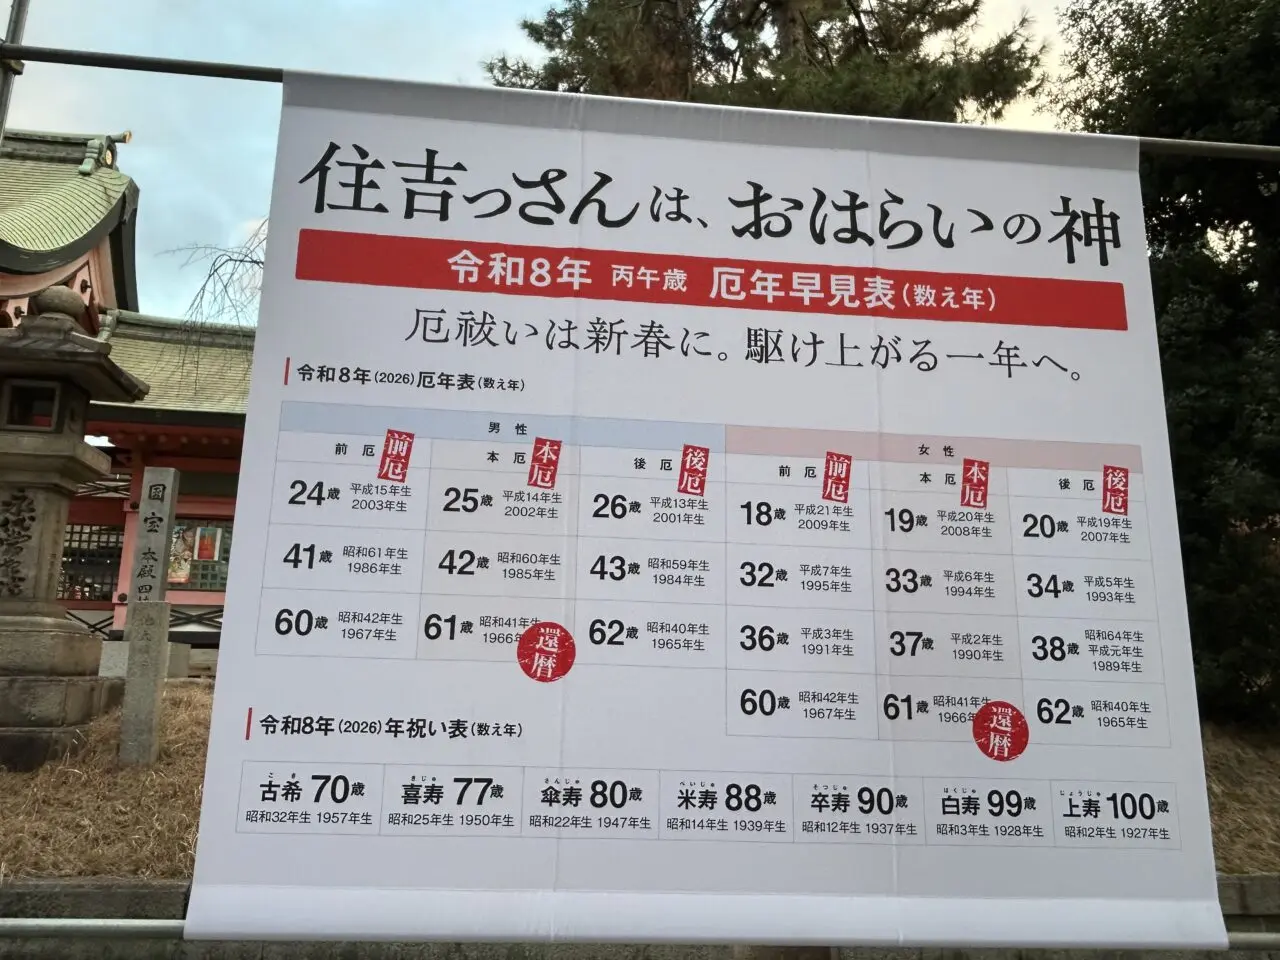 住吉っさんは、おはらいの神
令和8年 丙午歳 厄年早見表(数え年)
厄祓いは新春に。駆け上がる一年へ。
令和8年(2026)厄年表(数え年)
男性
女性
前厄 前厄
本厄 本厄
後厄 後厄
前厄 前厄
本厄 本厄
後厄 後厄
24歳 平成15年生 2003年生
25歳 平成14年生 2002年生
26歳 平成13年生 2001年生
18歳 平成21年生 2009年生
19歳 平成20年生 2008年生
20歳 平成19年生 2007年生
41歳 昭和61年生 1986年生
42歳 昭和60年生 1985年生
43歳 昭和59年生 1984年生
32歳 平成7年生 1995年生
33歳 平成6年生 1994年生
34歳 平成5年生 1993年生
60歳 昭和42年生 1967年生
61歳 昭和41年生 1966年 還暦
62歳 昭和40年生 1965年生
36歳 平成3年生 1991年生
37歳 平成2年生 1990年生
38歳 昭和64年生 平成元年生 1989年生
60歳 昭和42年生 1967年生
61歳 昭和41年生 1966年 還暦
62歳 昭和40年生 1965年生
令和8年(2026)年祝い表(数え年)
こき
古希 70歳
昭和32年生 1957年生
きじゅ
喜寿 77歳
昭和25年生 1950年生
さんじゅ
傘寿 80歳
昭和22年生 1947年生
べいじゅ
米寿 88歳
昭和14年生 1939年生
そつじゅ
卒寿 90歳
昭和12年生 1937年生
はくじゅ
白寿 99歳
昭和3年生 1928年生
じょうじゅ
上寿 100歳
昭和2年生 1927年生
國宝 本殿四棟